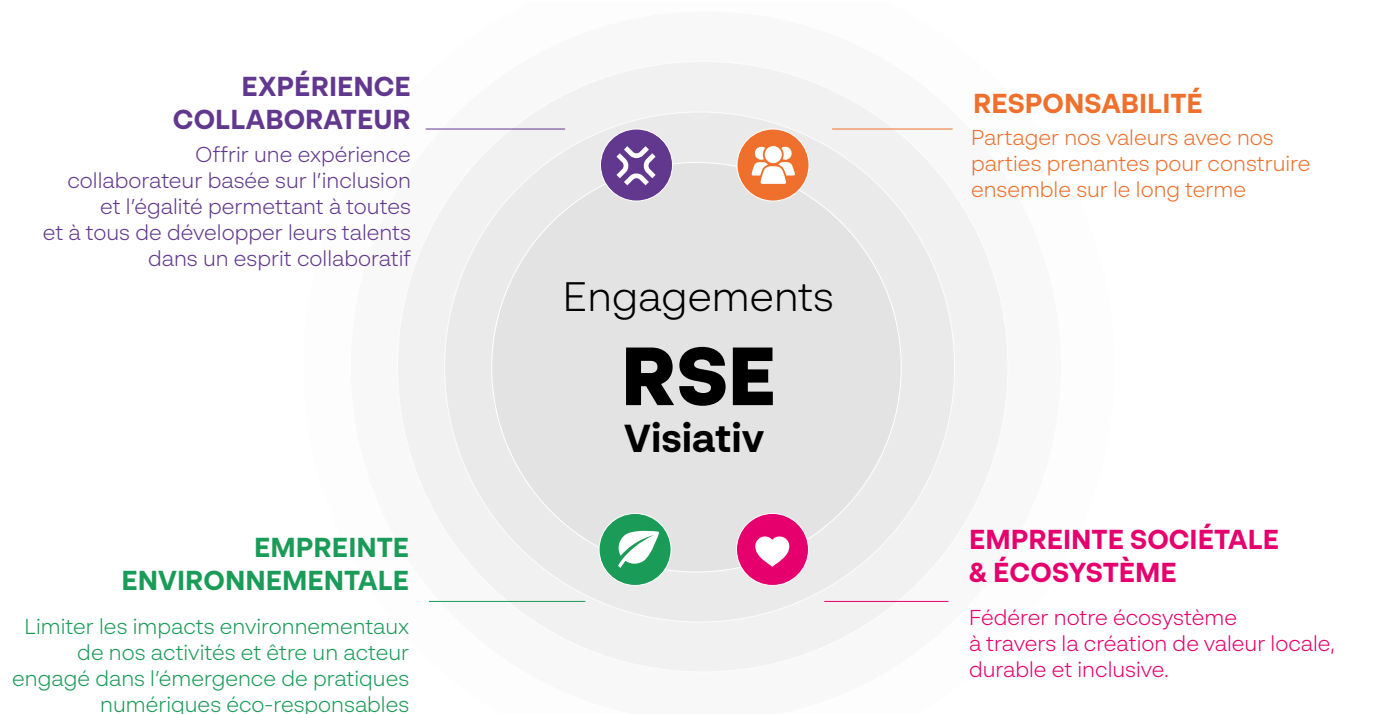 EXPÉRIENCE
COLLABORATEUR
Offrir une expérience
collaborateur basée sur l'inclusion
et l'égalité permettant à toutes
et à tous de développer leurs talents
dans un esprit collaboratif
RESPONSABILITÉ
Partager nos valeurs avec nos
parties prenantes pour construire
ensemble sur le long terme
Engagements
RSE
Visiativ
EMPREINTE
ENVIRONNEMENTALE
Limiter les impacts environnementaux
de nos activités et être un acteur
engagé dans l'émergence de pratiques
numériques éco-responsables
EMPREINTE SOCIÉTALE
& ÉCOSYSTÈME
Fédérer notre écosystème
à travers la création de valeur locale,
durable et inclusive.